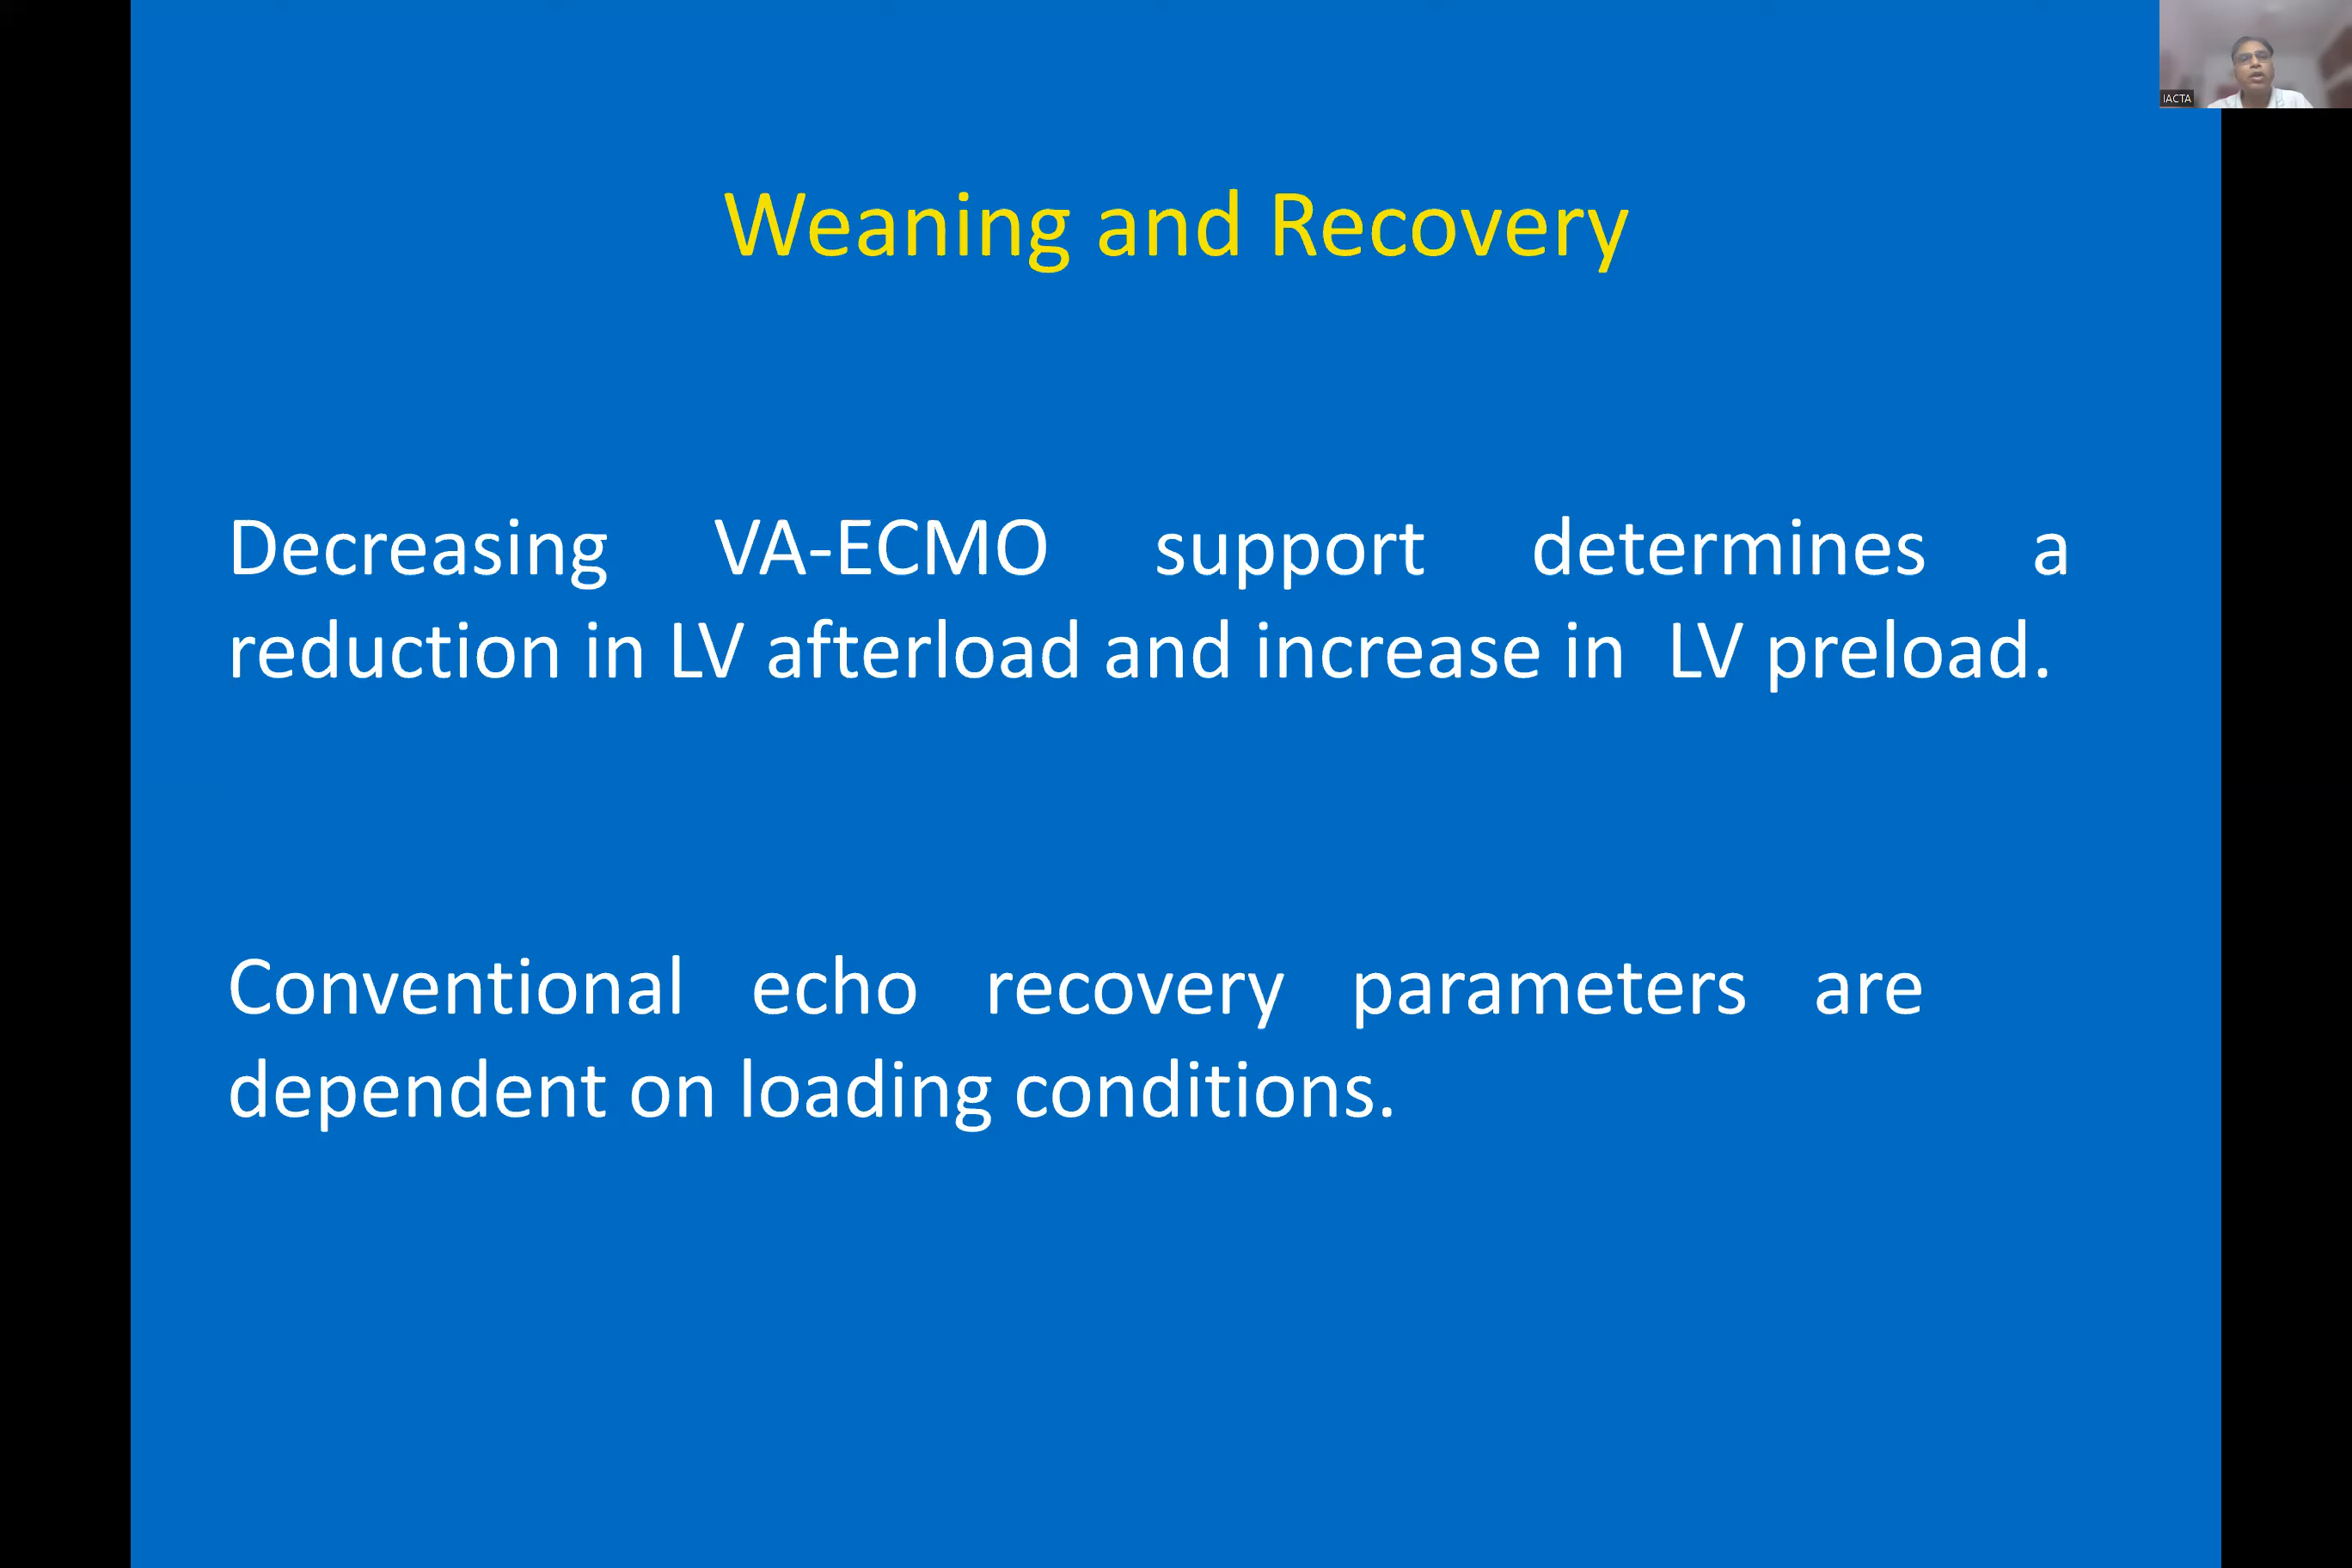 IACTA
Weaning and Recovery
Decreasing VA-ECMO support determines a
reduction in LV afterload and increase in LV preload.
Conventional echo recovery parameters are
dependent on loading conditions.